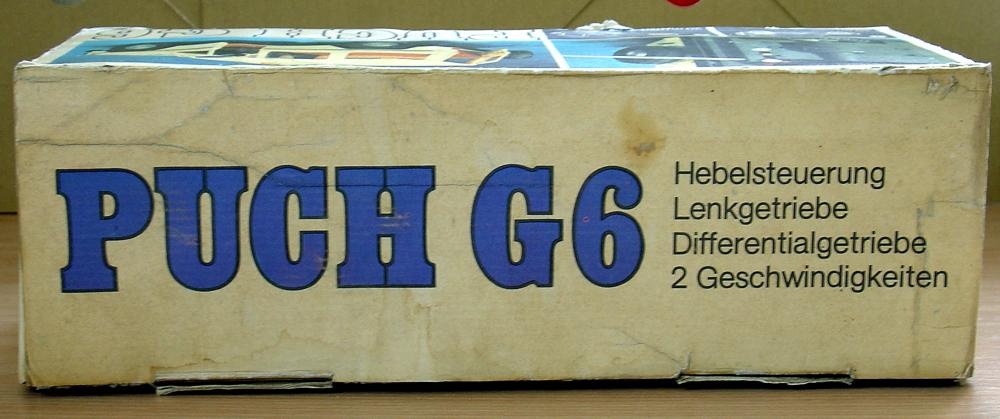 PUCH G6
Hebelsteuerung
Lenkgetriebe
Differentialgetriebe
2 Geschwindigkeiten